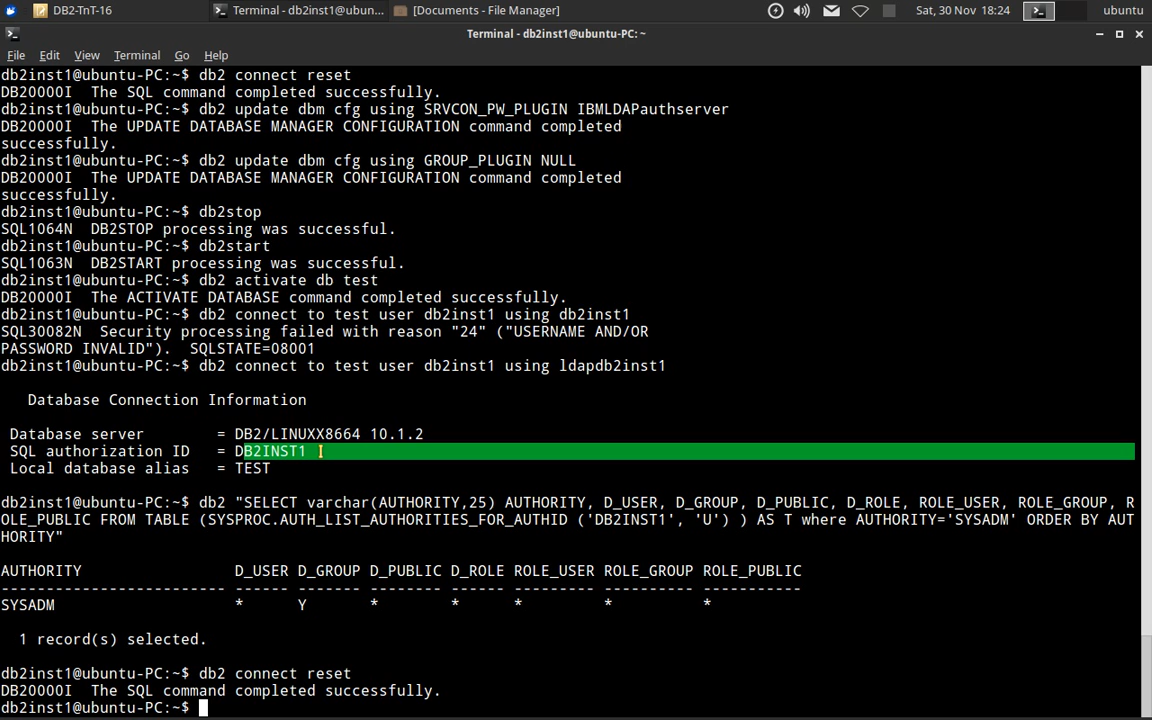 DB2-TnT-16
Terminal - db2inst1@ubun...
[Documents - File Manager]
Sat, 30 Nov 18:24
ubuntu
Terminal - db2inst1@ubuntu-PC: ~
File Edit View Terminal Go Help
db2inst1@ubuntu-PC:~$ db2 connect reset
DB20000I  The SQL command completed successfully.
db2inst1@ubuntu-PC:~$ db2 update dbm cfg using SRVCON_PW_PLUGIN IBMLDAPauthserver
DB20000I  The UPDATE DATABASE MANAGER CONFIGURATION command completed
successfully.
db2inst1@ubuntu-PC:~$ db2 update dbm cfg using GROUP_PLUGIN NULL
DB20000I  The UPDATE DATABASE MANAGER CONFIGURATION command completed
successfully.
db2inst1@ubuntu-PC:~$ db2stop
SQL1064N  DB2STOP processing was successful.
db2inst1@ubuntu-PC:~$ db2start
SQL1063N  DB2START processing was successful.
db2inst1@ubuntu-PC:~$ db2 activate db test
DB20000I  The ACTIVATE DATABASE command completed successfully.
db2inst1@ubuntu-PC:~$ db2 connect to test user db2inst1 using db2inst1
SQL30082N  Security processing failed with reason "24" ("USERNAME AND/OR
PASSWORD INVALID").  SQLSTATE=08001
db2inst1@ubuntu-PC:~$ db2 connect to test user db2inst1 using ldapdb2inst1
Database Connection Information
Database server        = DB2/LINUXX8664 10.1.2
SQL authorization ID   = DB2INST1
Local database alias   = TEST
db2inst1@ubuntu-PC:~$ db2 "SELECT varchar(AUTHORITY,25) AUTHORITY, D_USER, D_GROUP, D_PUBLIC, D_ROLE, ROLE_USER, ROLE_GROUP, R
OLE_PUBLIC FROM TABLE (SYSPROC.AUTH_LIST_AUTHORITIES_FOR_AUTHID ('DB2INST1', 'U') ) AS T where AUTHORITY='SYSADM' ORDER BY AUT
HORITY"
AUTHORITY                 D_USER D_GROUP D_PUBLIC D_ROLE ROLE_USER ROLE_GROUP ROLE_PUBLIC
------------------------- ------ ------- -------- ------ --------- ---------- -----------
SYSADM                    *      Y       *        *      *         *          *
1 record(s) selected.
db2inst1@ubuntu-PC:~$ db2 connect reset
DB20000I  The SQL command completed successfully.
db2inst1@ubuntu-PC:~$